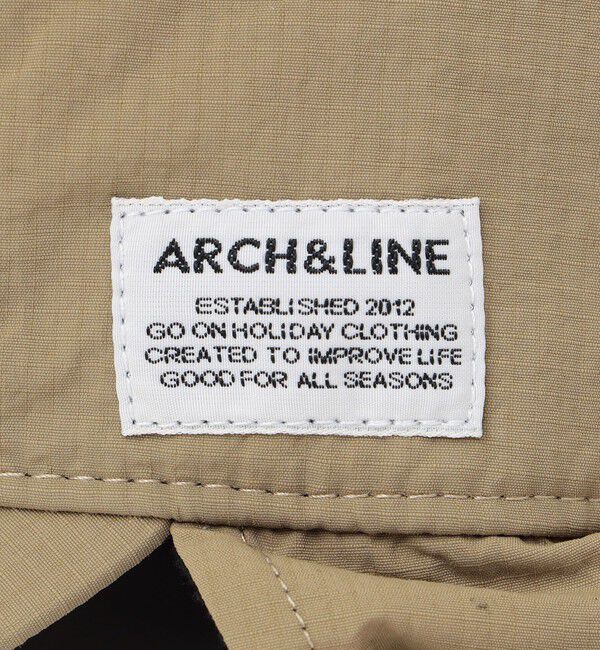 ARCH&LINE
ESTABLISHED 2012
GO ON HOLIDAY CLOTHING
CREATED TO IMPROVE LIFE
GOOD FOR ALL SEASONS